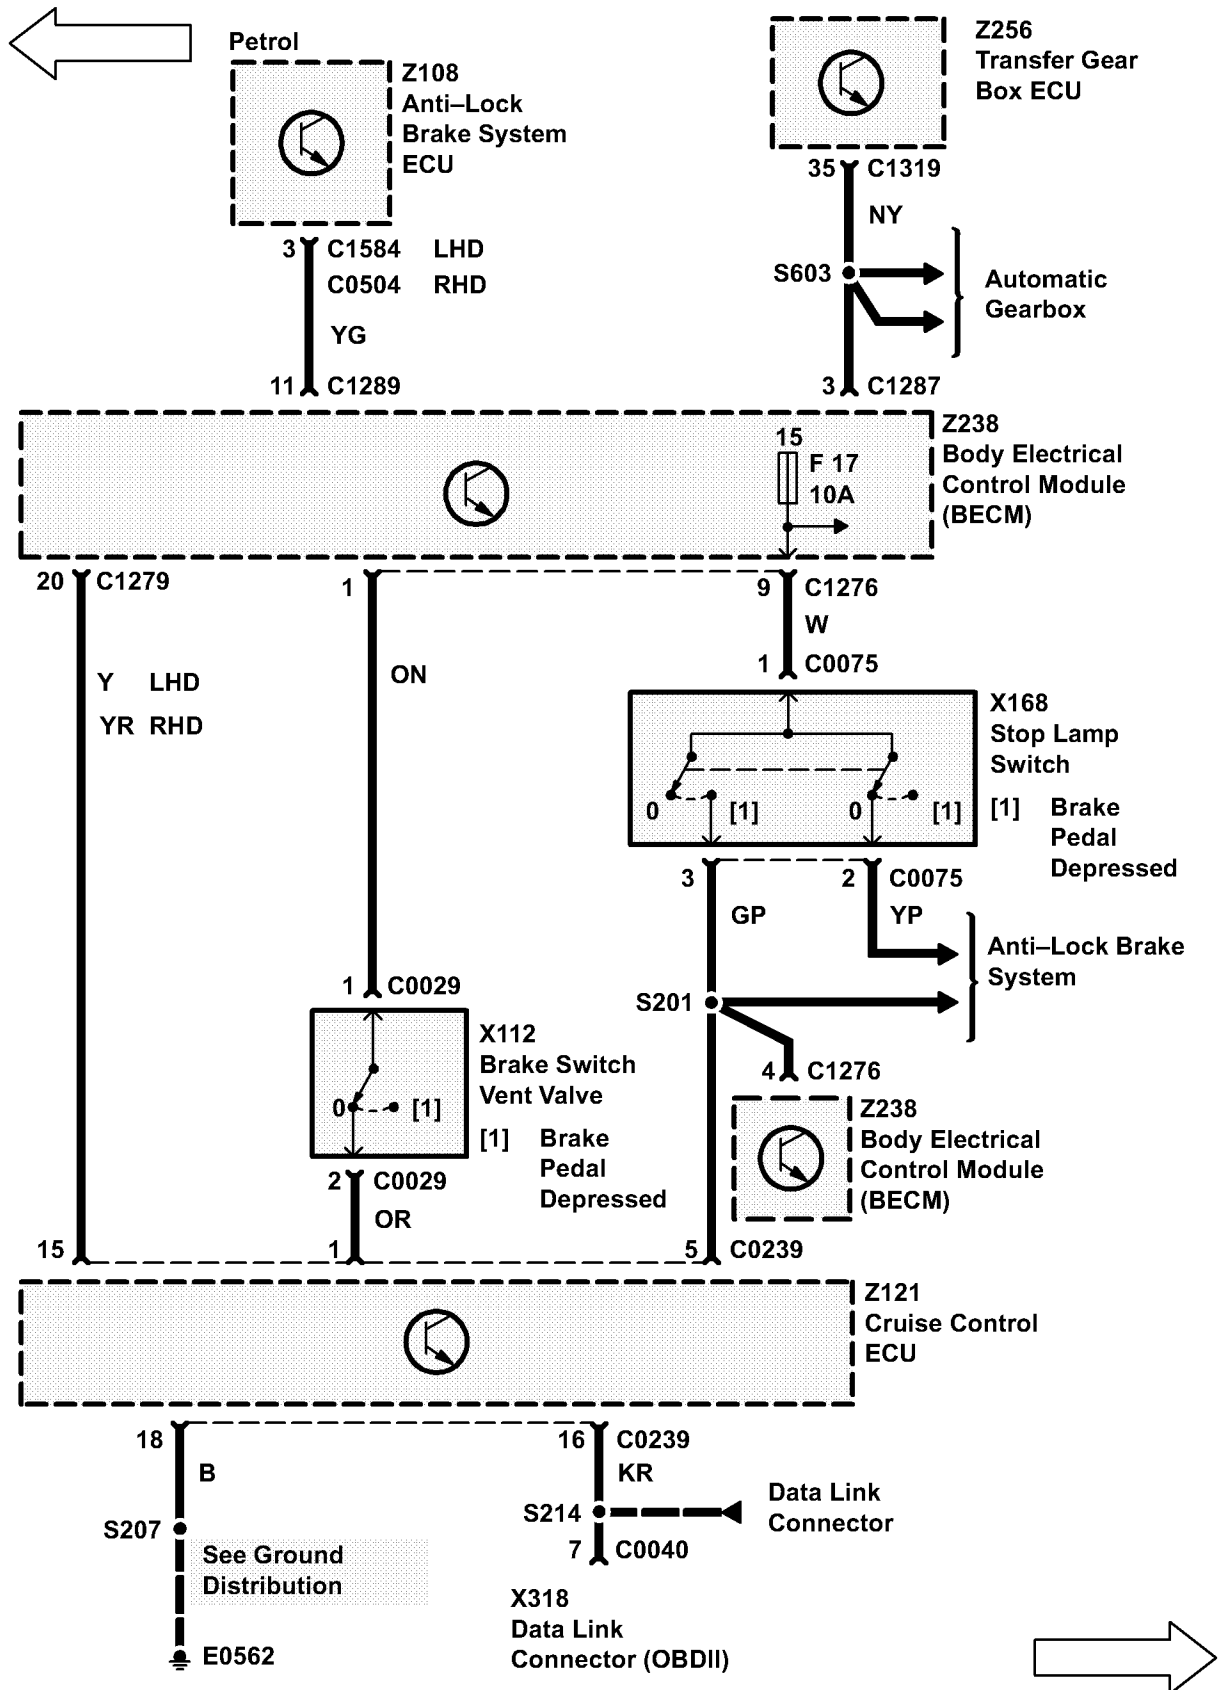 Petrol
Z108
Anti–Lock
Brake System
ECU
Z256
Transfer Gear
Box ECU
35 C1319
NY
3 C1584 LHD
C0504 RHD
YG
11 C1289
S603
Automatic
Gearbox
3 C1287
15
F 17
10A
Z238
Body Electrical
Control Module
(BECM)
20 C1279
1
9 C1276
W
1 C0075
Y LHD
YR RHD
ON
X168
Stop Lamp
Switch
0 [1] 0 [1]
[1] Brake
Pedal
Depressed
3
2 C0075
GP
YP
Anti–Lock Brake
System
S201
1 C0029
X112
Brake Switch
Vent Valve
0 [1]
[1] Brake
Pedal
Depressed
4 C1276
Z238
Body Electrical
Control Module
(BECM)
2 C0029
OR
15
1
5 C0239
Z121
Cruise Control
ECU
18
16 C0239
B
KR
S207
S214
Data Link
Connector
7 C0040
See Ground
Distribution
E0562
X318
Data Link
Connector (OBDII)